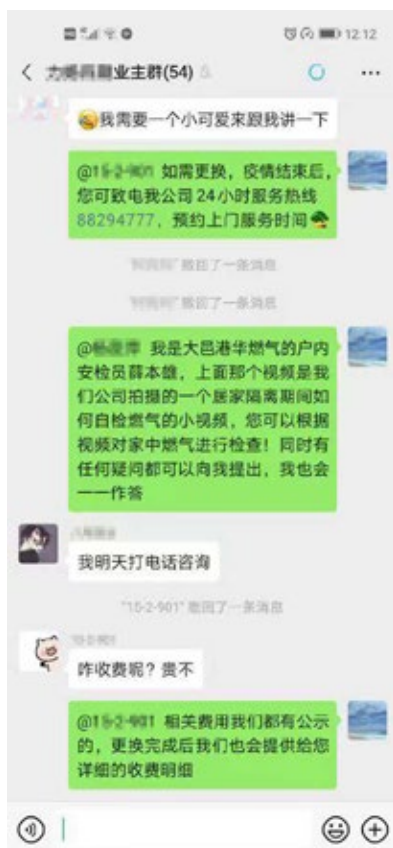 12:12
业主群(54)
我需要一个小可爱来跟我讲一下
@15-2-901 如需更换，疫情结束后，
您可致电我公司24小时服务热线
88294777，预约上门服务时间
撤回了一条消息
撤回了一条消息
@ 我是大邑港华燃气的户内
安检员薛本雄，上面那个视频是我
们公司拍摄的一个居家隔离期间如
何自检燃气的小视频，您可以根据
视频对家中燃气进行检查！同时有
任何疑问都可以向我提出，我也会
一一作答
我明天打电话咨询
"15-2-901" 撤回了一条消息
15-2-901
咋收费呢？贵不
@15-2-901 相关费用我们都有公示
的，更换完成后我们也会提供给您
详细的收费明细